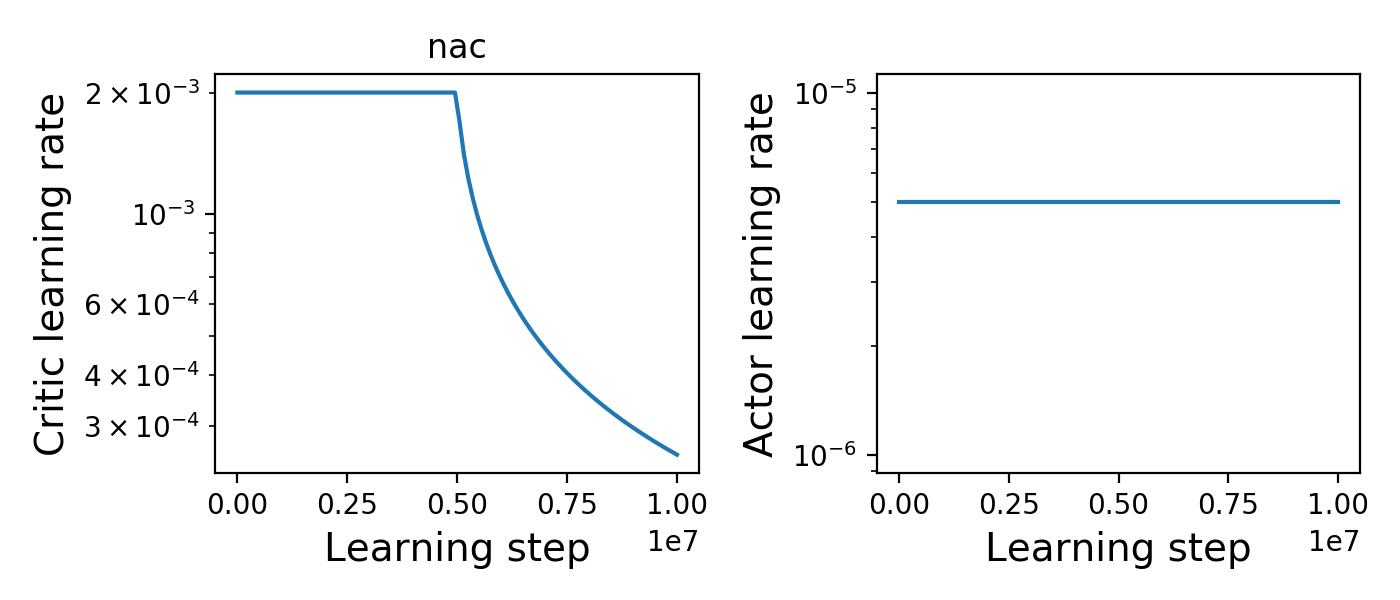 nac
Critic learning rate
2 × 10⁻³
10⁻³
6 × 10⁻⁴
4 × 10⁻⁴
3 × 10⁻⁴
0.00 0.25 0.50 0.75 1.00
1e7
Learning step
Actor learning rate
10⁻⁵
10⁻⁶
0.00 0.25 0.50 0.75 1.00
1e7
Learning step